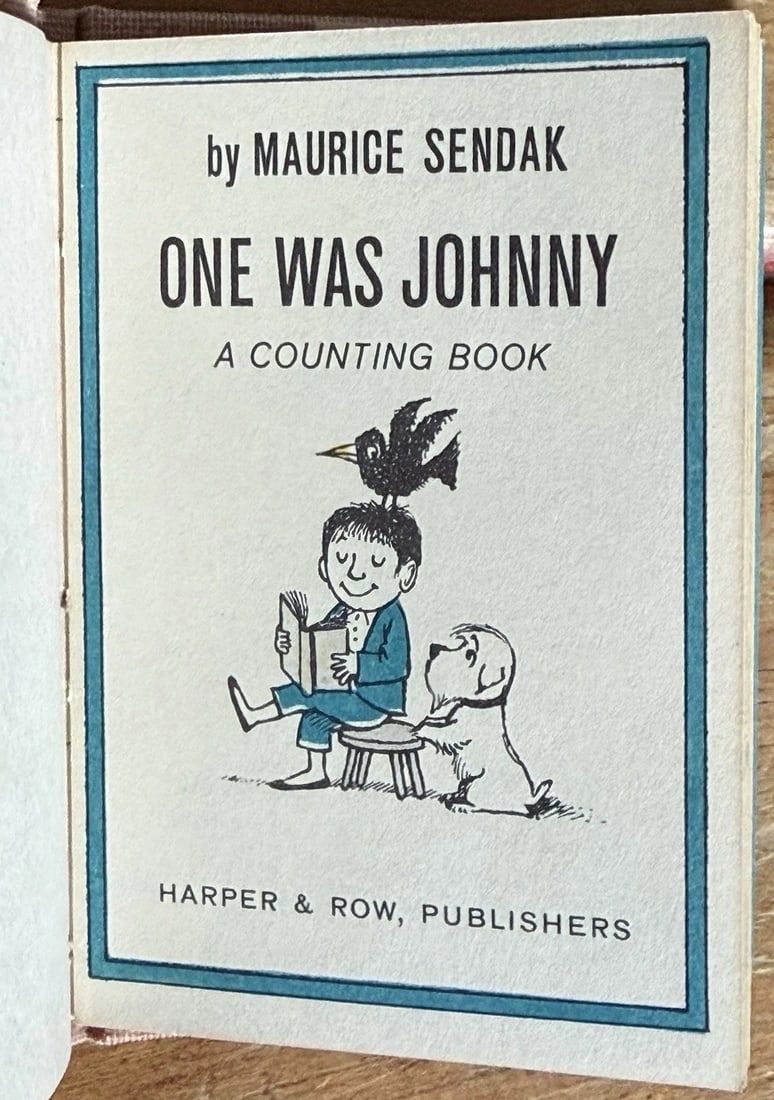 by MAURICE SENDAK
ONE WAS JOHNNY
A COUNTING BOOK
HARPER & ROW, PUBLISHERS